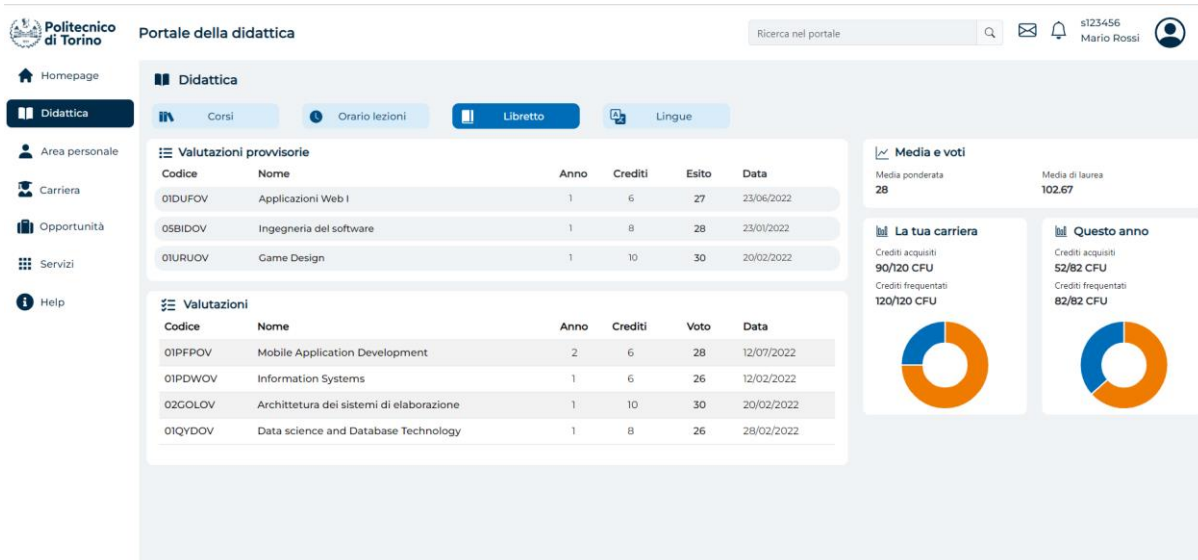 Politecnico
di Torino
Portale della didattica
Ricerca nel portale
s123456
Mario Rossi
Homepage
Didattica
Area personale
Carriera
Opportunità
Servizi
Help
Didattica
Corsi
Orario lezioni
Libretto
Lingue
Valutazioni provvisorie
Codice Nome Anno Crediti Esito Data
01DUFOV Applicazioni Web I 1 6 27 23/06/2022
05BIDOV Ingegneria del software 1 8 28 23/01/2022
01URUOV Game Design 1 10 30 20/02/2022
Valutazioni
Codice Nome Anno Crediti Voto Data
01PFPOV Mobile Application Development 2 6 28 12/07/2022
01PDWOV Information Systems 1 6 26 12/02/2022
02GOLOV Archittetura dei sistemi di elaborazione 1 10 30 20/02/2022
01QYDOV Data science and Database Technology 1 8 26 28/02/2022
Media e voti
Media ponderata Media di laurea
28 102.67
La tua carriera
Crediti acquisiti
90/120 CFU
Crediti frequentati
120/120 CFU
Questo anno
Crediti acquisiti
52/82 CFU
Crediti frequentati
82/82 CFU